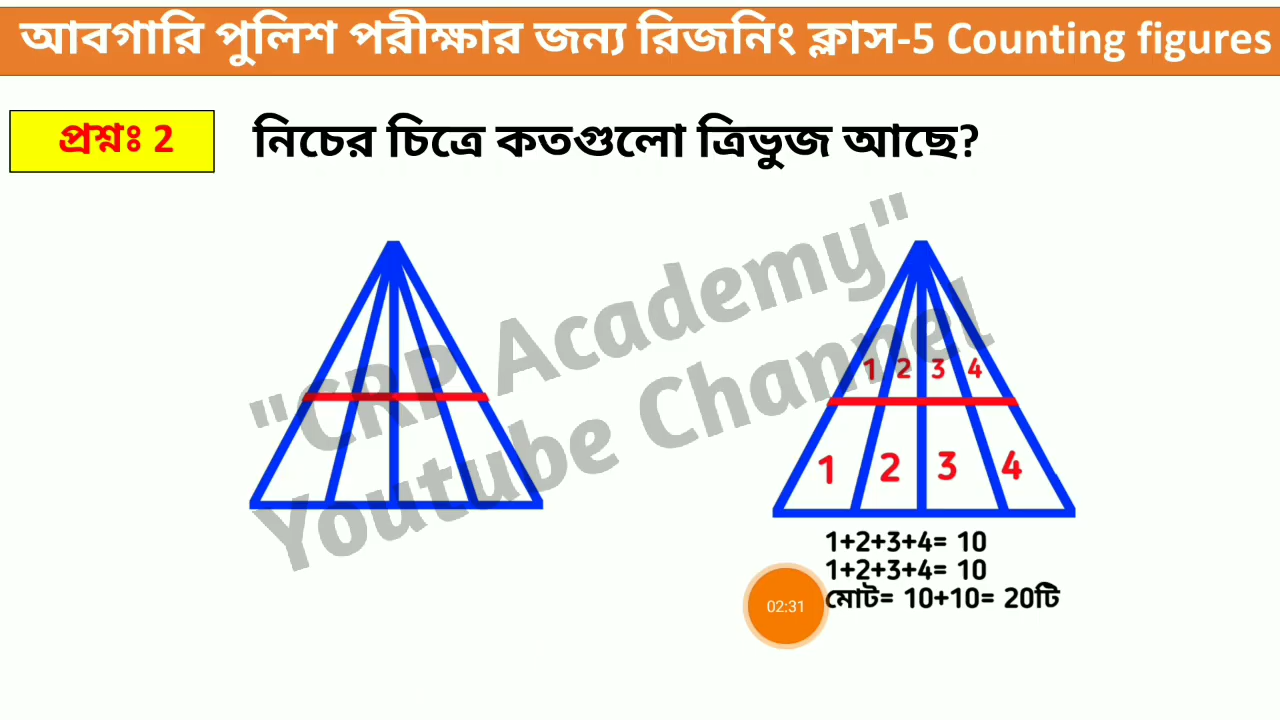 আবগারি পুলিশ পরীক্ষার জন্য রিজনিং ক্লাস-5 Counting figures
প্রশ্নঃ 2
নিচের চিত্রে কতগুলো ত্রিভুজ আছে?
"CRP Academy"
Youtube Channel
1 2 3 4
1 2 3 4
1+2+3+4= 10
1+2+3+4= 10
মোট= 10+10= 20টি
02:31